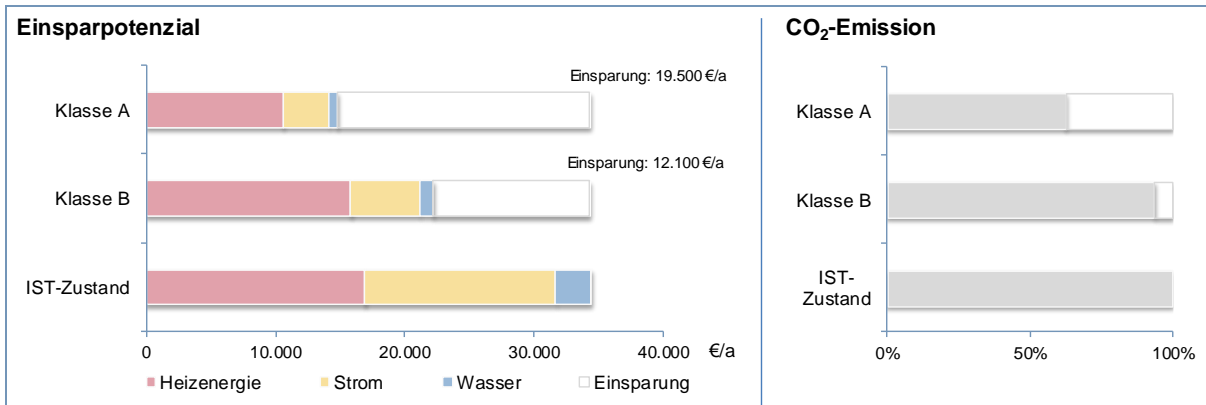 Einsparpotenzial
Einsparung: 19.500 €/a
Klasse A
Einsparung: 12.100 €/a
Klasse B
IST-Zustand
0 10.000 20.000 30.000 40.000 €/a
Heizenergie Strom Wasser Einsparung
CO₂-Emission
Klasse A
Klasse B
IST-
Zustand
0% 50% 100%